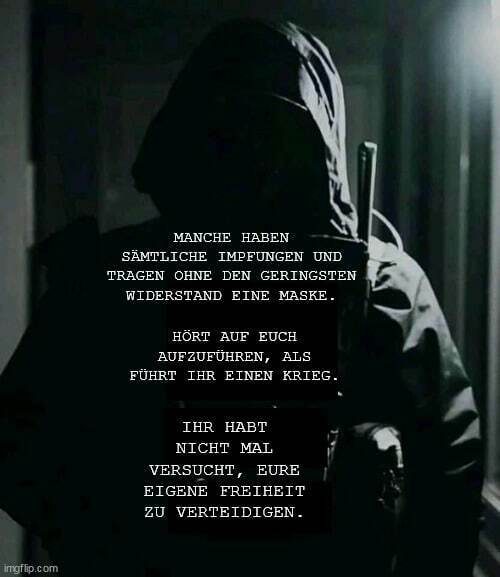 MANCHE HABEN
SÄMTLICHE IMPFUNGEN UND
TRAGEN OHNE DEN GERINGSTEN
WIDERSTAND EINE MASKE.
HÖRT AUF EUCH
AUFZUFÜHREN, ALS
FÜHRT IHR EINEN KRIEG.
IHR HABT
NICHT MAL
VERSUCHT, EURE
EIGENE FREIHEIT
ZU VERTEIDIGEN.
imgflip.com